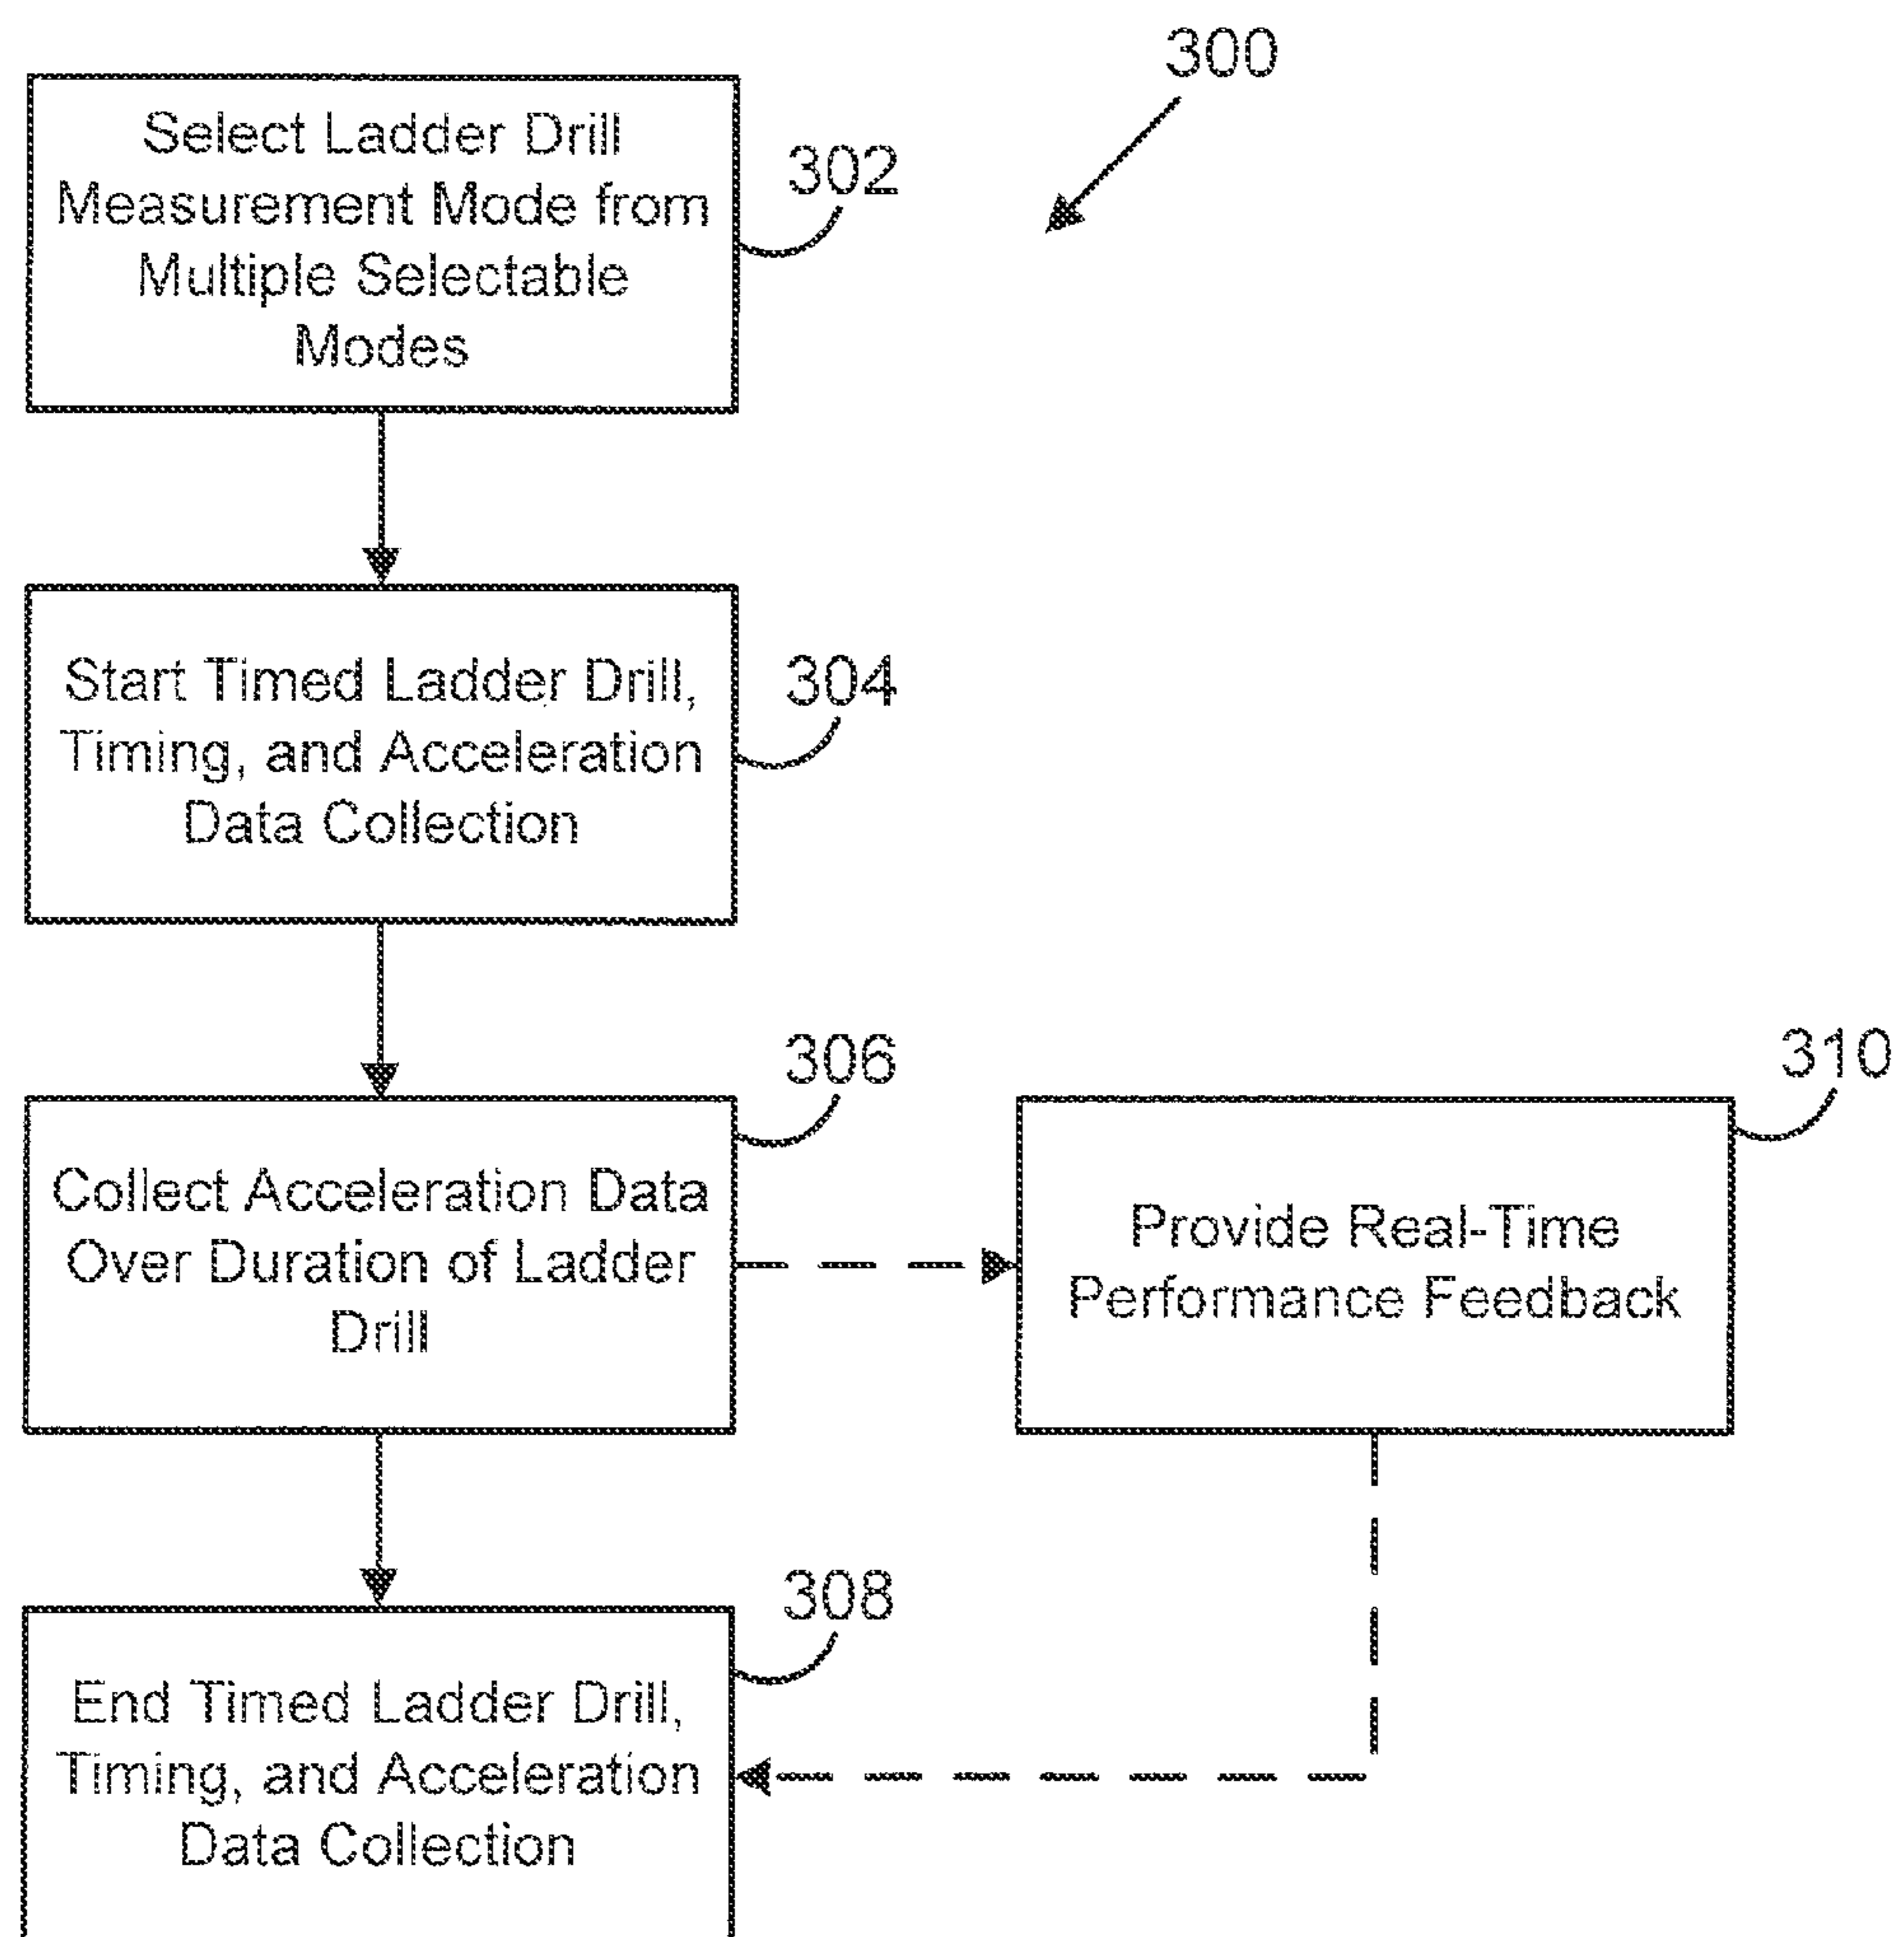 300
Select Ladder Drill
Measurement Mode from
Multiple Selectable
Modes
302
Start Timed Ladder Drill,
Timing, and Acceleration
Data Collection
304
306
Collect Acceleration Data
Over Duration of Ladder
Drill
310
Provide Real-Time
Performance Feedback
308
End Timed Ladder Drill,
Timing, and Acceleration
Data Collection